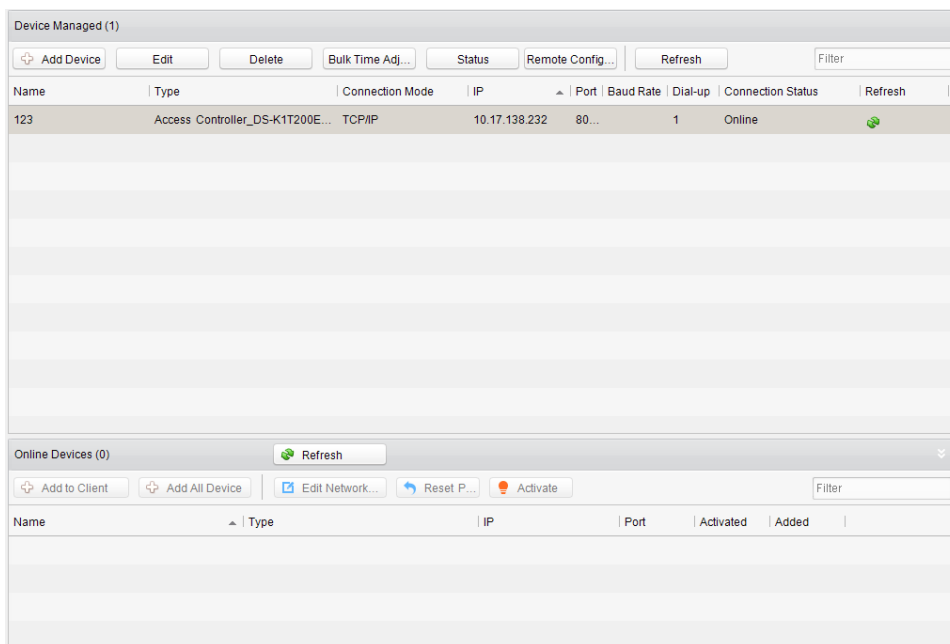 Device Managed (1)
Add Device Edit Delete Bulk Time Adj... Status Remote Config... Refresh Filter
Name Type Connection Mode IP Port Baud Rate Dial-up Connection Status Refresh
123 Access Controller_DS-K1T200E... TCP/IP 10.17.138.232 80... 1 Online
Online Devices (0) Refresh
Add to Client Add All Device Edit Network... Reset P... Activate Filter
Name Type IP Port Activated Added